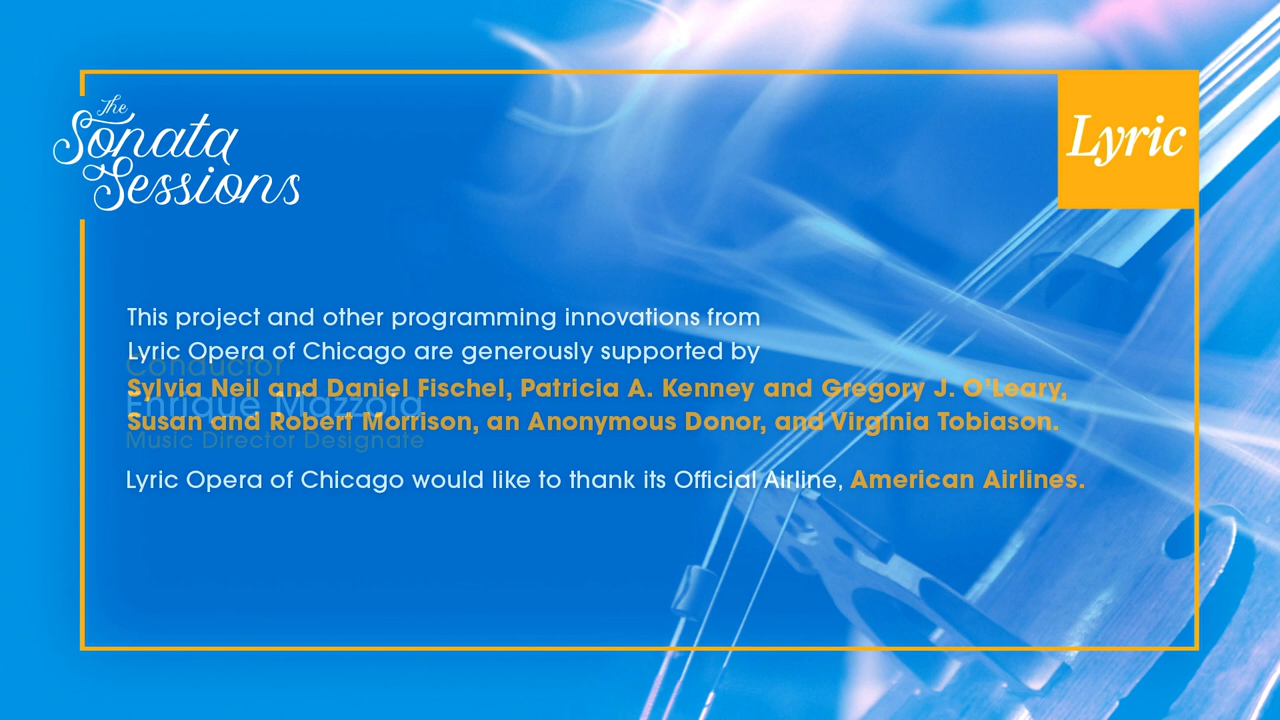 The
Sonata
Sessions
Lyric
This project and other programming innovations from
Lyric Opera of Chicago are generously supported by
Conductor
Sylvia Neil and Daniel Fischel, Patricia A. Kenney and Gregory J. O'Leary,
Enrique Mazzola
Susan and Robert Morrison, an Anonymous Donor, and Virginia Tobiason.
Music Director Designate
Lyric Opera of Chicago would like to thank its Official Airline, American Airlines.